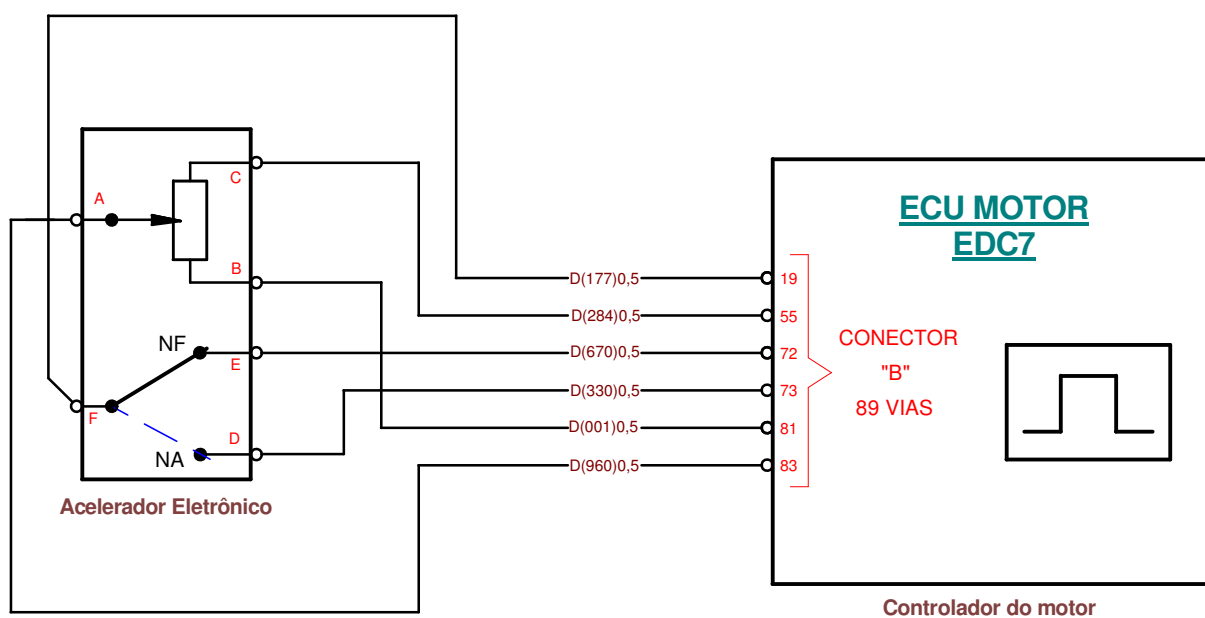 A
C
B
NF
E
F
D
NA
Acelerador Eletrônico
D(177)0,5
D(284)0,5
D(670)0,5
D(330)0,5
D(001)0,5
D(960)0,5
19
55
72
73
81
83
ECU MOTOR
EDC7
CONECTOR
"B"
89 VIAS
Controlador do motor